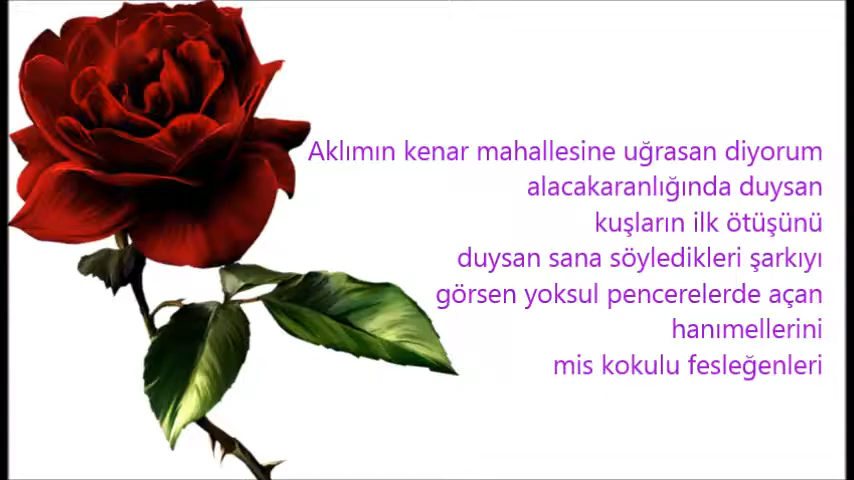 Aklımın kenar mahallesine uğrasan diyorum
alacakaranlığında duysan
kuşların ilk ötüşünü
duysan sana söyledikleri şarkıyı
görsen yoksul pencerelerde açan
hanımellerini
mis kokulu fesleğenleri